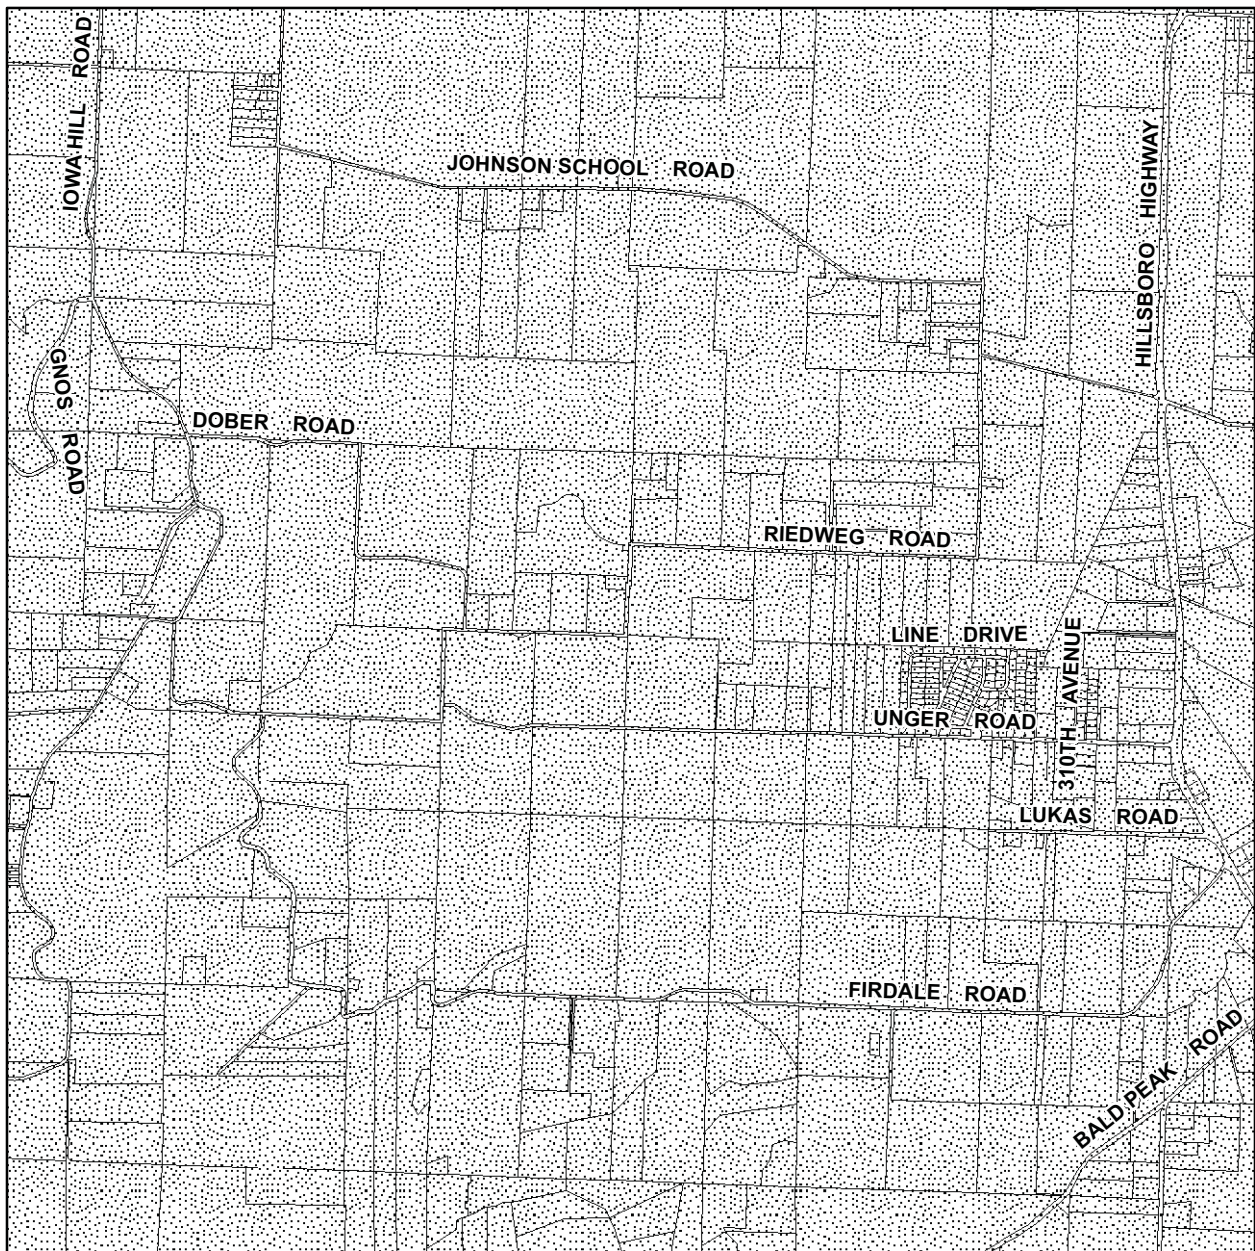 IOWA HILL ROAD
JOHNSON SCHOOL ROAD
HILLSBORO HIGHWAY
GNOS ROAD
DOBER ROAD
RIEDWEG ROAD
LINE DRIVE
310TH AVENUE
UNGER ROAD
LUKAS ROAD
FIRDALE ROAD
BALD PEAK ROAD